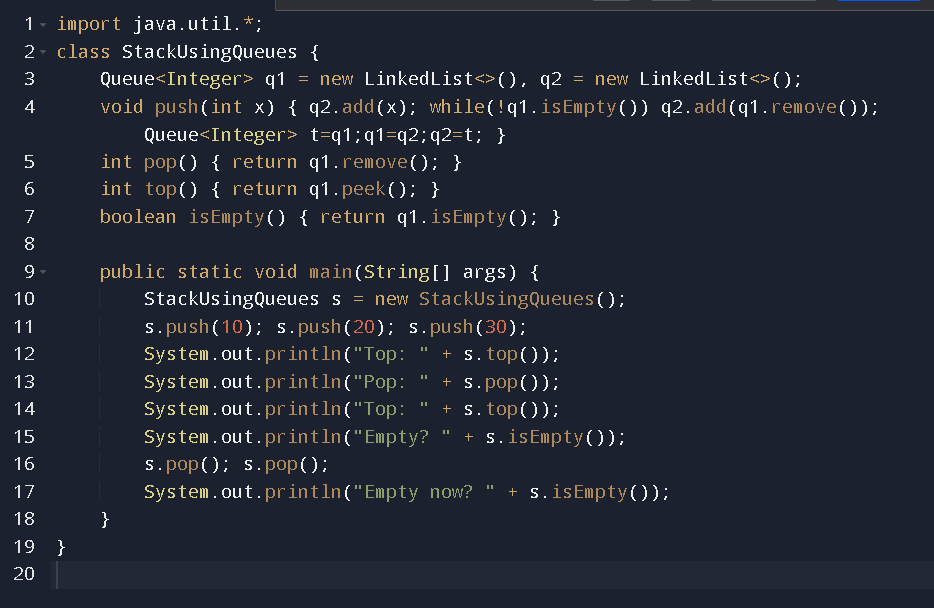 1 import java.util.*;
2 class StackUsingQueues {
3     Queue<Integer> q1 = new LinkedList<>(), q2 = new LinkedList<>();
4     void push(int x) { q2.add(x); while(!q1.isEmpty()) q2.add(q1.remove());
        Queue<Integer> t=q1;q1=q2;q2=t; }
5     int pop() { return q1.remove(); }
6     int top() { return q1.peek(); }
7     boolean isEmpty() { return q1.isEmpty(); }
8
9     public static void main(String[] args) {
10         StackUsingQueues s = new StackUsingQueues();
11         s.push(10); s.push(20); s.push(30);
12         System.out.println("Top: " + s.top());
13         System.out.println("Pop: " + s.pop());
14         System.out.println("Top: " + s.top());
15         System.out.println("Empty? " + s.isEmpty());
16         s.pop(); s.pop();
17         System.out.println("Empty now? " + s.isEmpty());
18     }
19 }
20